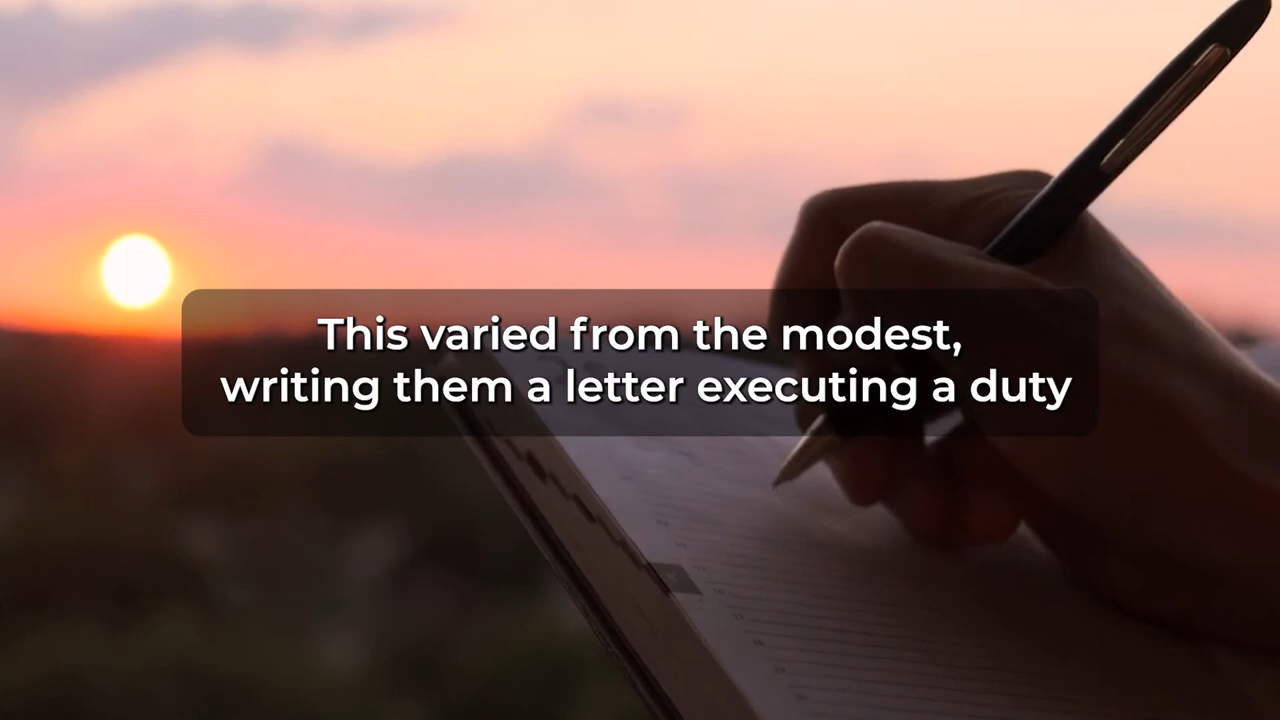 This varied from the modest,
writing them a letter executing a duty